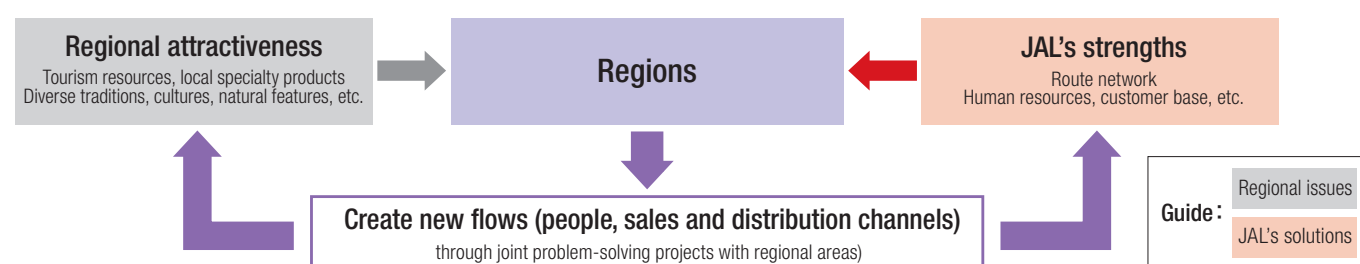 Regional attractiveness
Tourism resources, local specialty products
Diverse traditions, cultures, natural features, etc.
Regions
JAL's strengths
Route network
Human resources, customer base, etc.
Create new flows (people, sales and distribution channels)
through joint problem-solving projects with regional areas)
Guide:
Regional issues
JAL's solutions